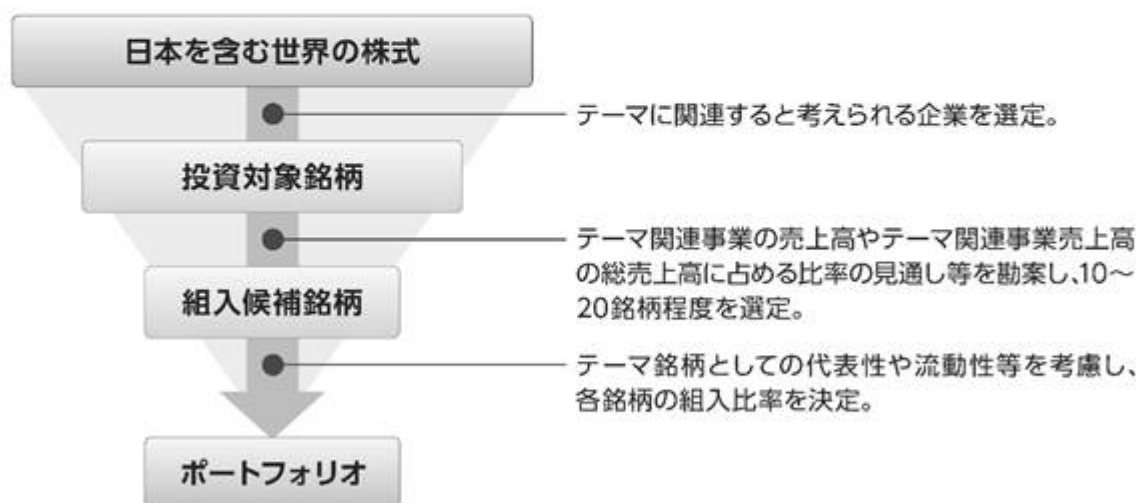 日本を含む世界の株式
テーマに関連すると考えられる企業を選定。
投資対象銘柄
テーマ関連事業の売上高やテーマ関連事業売上高
の総売上高に占める比率の見通し等を勘案し、10～
20銘柄程度を選定。
組入候補銘柄
テーマ銘柄としての代表性や流動性等を考慮し、
各銘柄の組入比率を決定。
ポートフォリオ